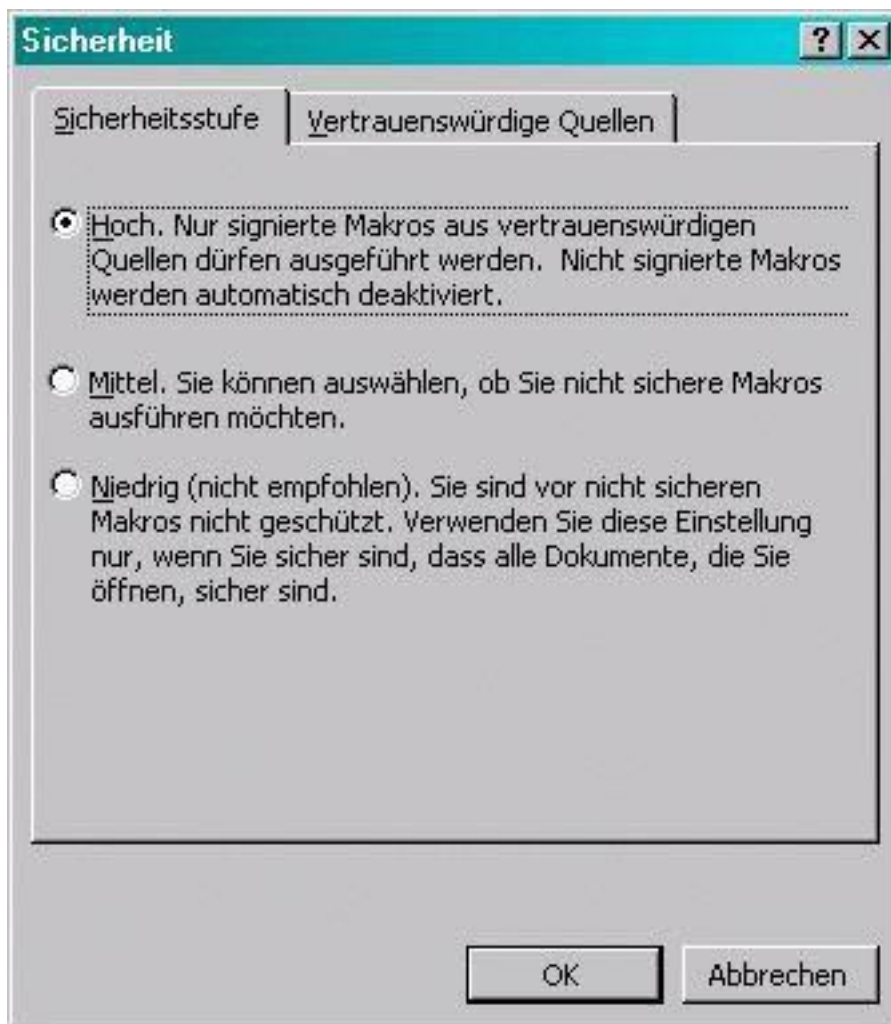 Sicherheit
Sicherheitsstufe
Vertrauenswürdige Quellen
Hoch. Nur signierte Makros aus vertrauenswürdigen
Quellen dürfen ausgeführt werden. Nicht signierte Makros
werden automatisch deaktiviert.
Mittel. Sie können auswählen, ob Sie nicht sichere Makros
ausführen möchten.
Niedrig (nicht empfohlen). Sie sind vor nicht sicheren
Makros nicht geschützt. Verwenden Sie diese Einstellung
nur, wenn Sie sicher sind, dass alle Dokumente, die Sie
öffnen, sicher sind.
OK
Abbrechen